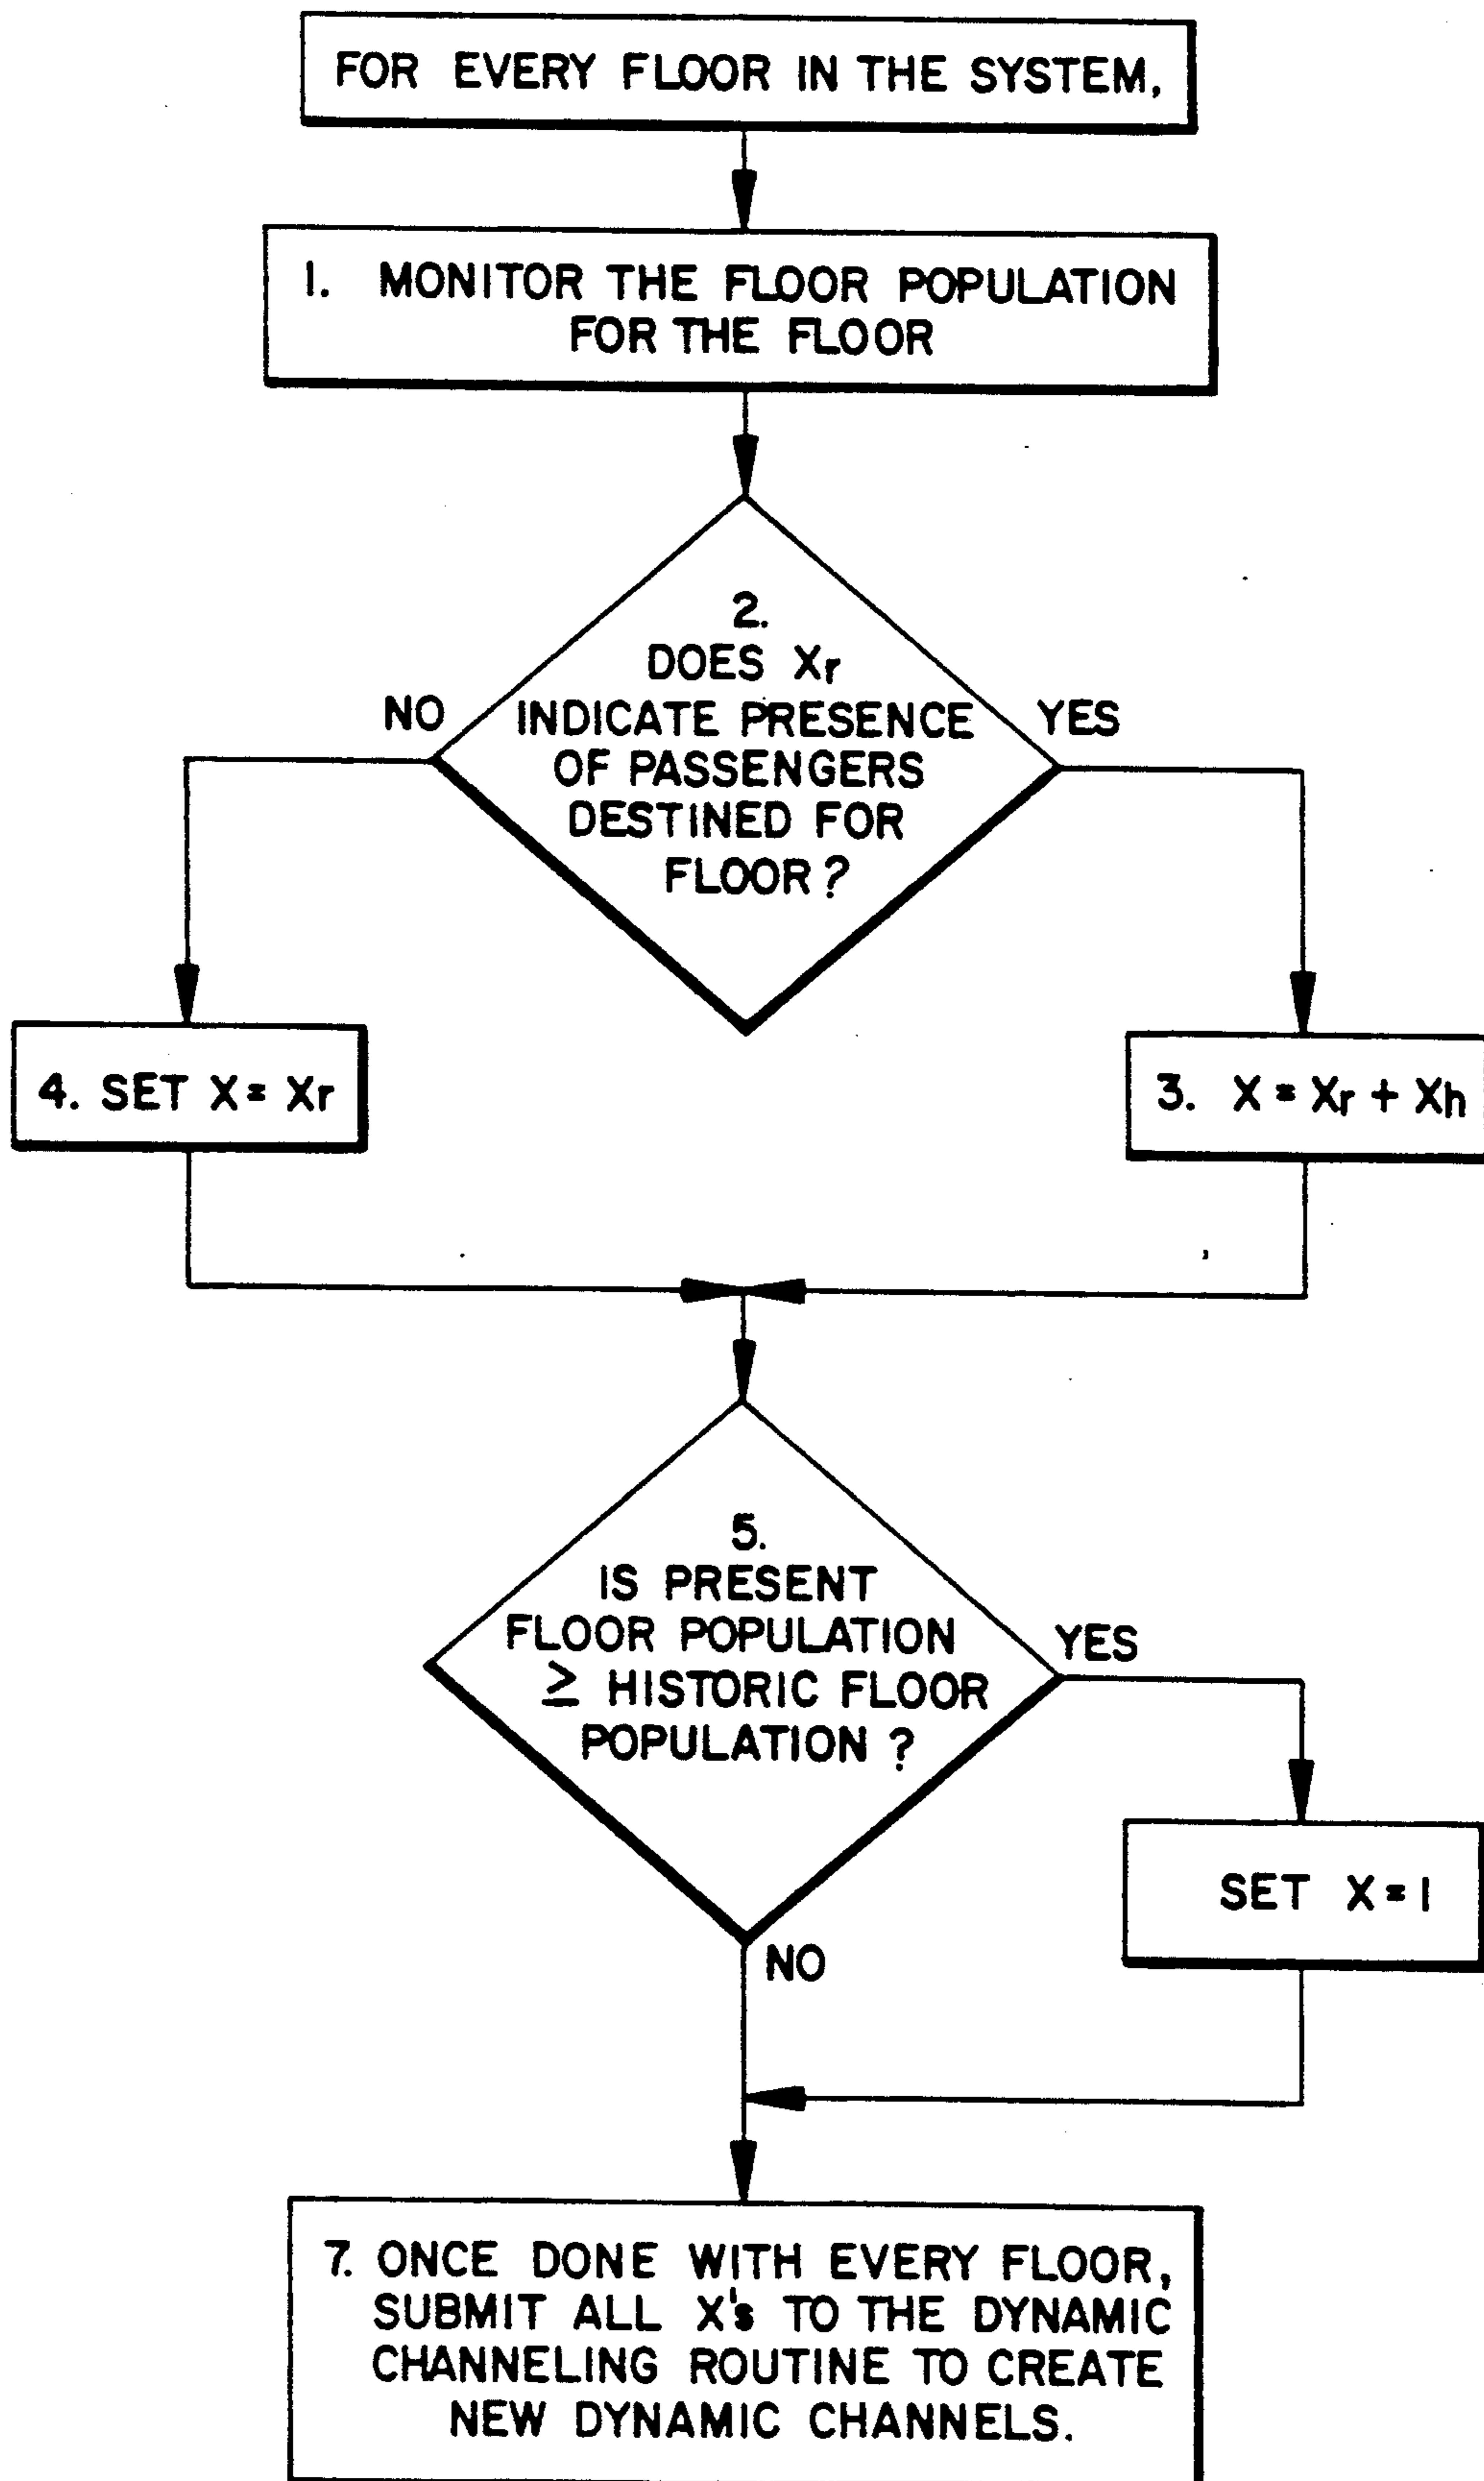 FOR EVERY FLOOR IN THE SYSTEM,
1. MONITOR THE FLOOR POPULATION
FOR THE FLOOR
2.
DOES Xr
INDICATE PRESENCE
OF PASSENGERS
DESTINED FOR
FLOOR?
NO
YES
4. SET X = Xr
3. X = Xr + Xh
5.
IS PRESENT
FLOOR POPULATION
≥ HISTORIC FLOOR
POPULATION ?
YES
SET X = 1
NO
7. ONCE DONE WITH EVERY FLOOR,
SUBMIT ALL X's TO THE DYNAMIC
CHANNELING ROUTINE TO CREATE
NEW DYNAMIC CHANNELS.